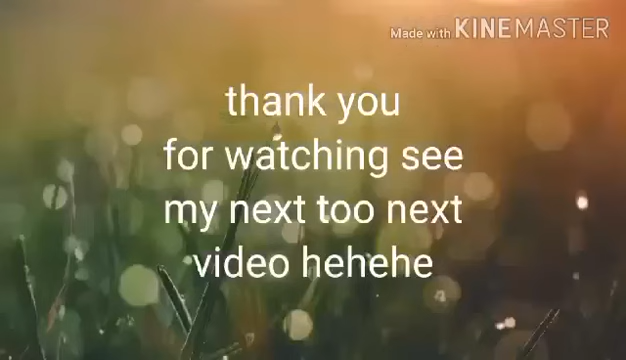 Made with KINEMASTER
thank you
for watching see
my next too next
video hehehe